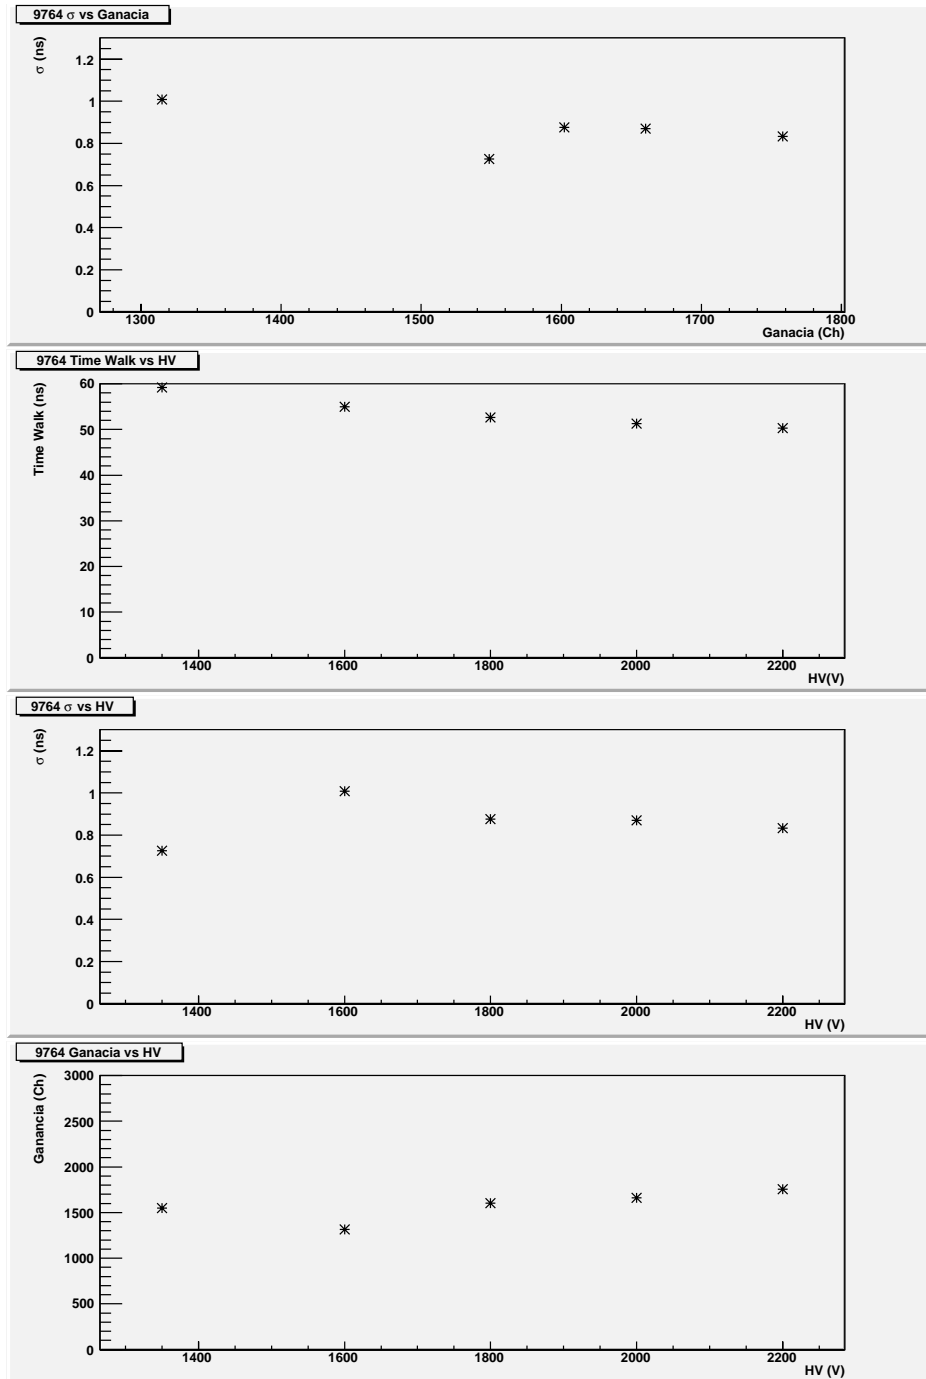 9764 σ vs Ganacia
σ (ns)
1.2
1
0.8
0.6
0.4
0.2
0
1300 1400 1500 1600 1700 1800
Ganacia (Ch)
9764 Time Walk vs HV
Time Walk (ns)
60
50
40
30
20
10
0
1400 1600 1800 2000 2200
HV(V)
9764 σ vs HV
σ (ns)
1.2
1
0.8
0.6
0.4
0.2
0
1400 1600 1800 2000 2200
HV (V)
9764 Ganacia vs HV
Ganancia (Ch)
3000
2500
2000
1500
1000
500
0
1400 1600 1800 2000 2200
HV (V)